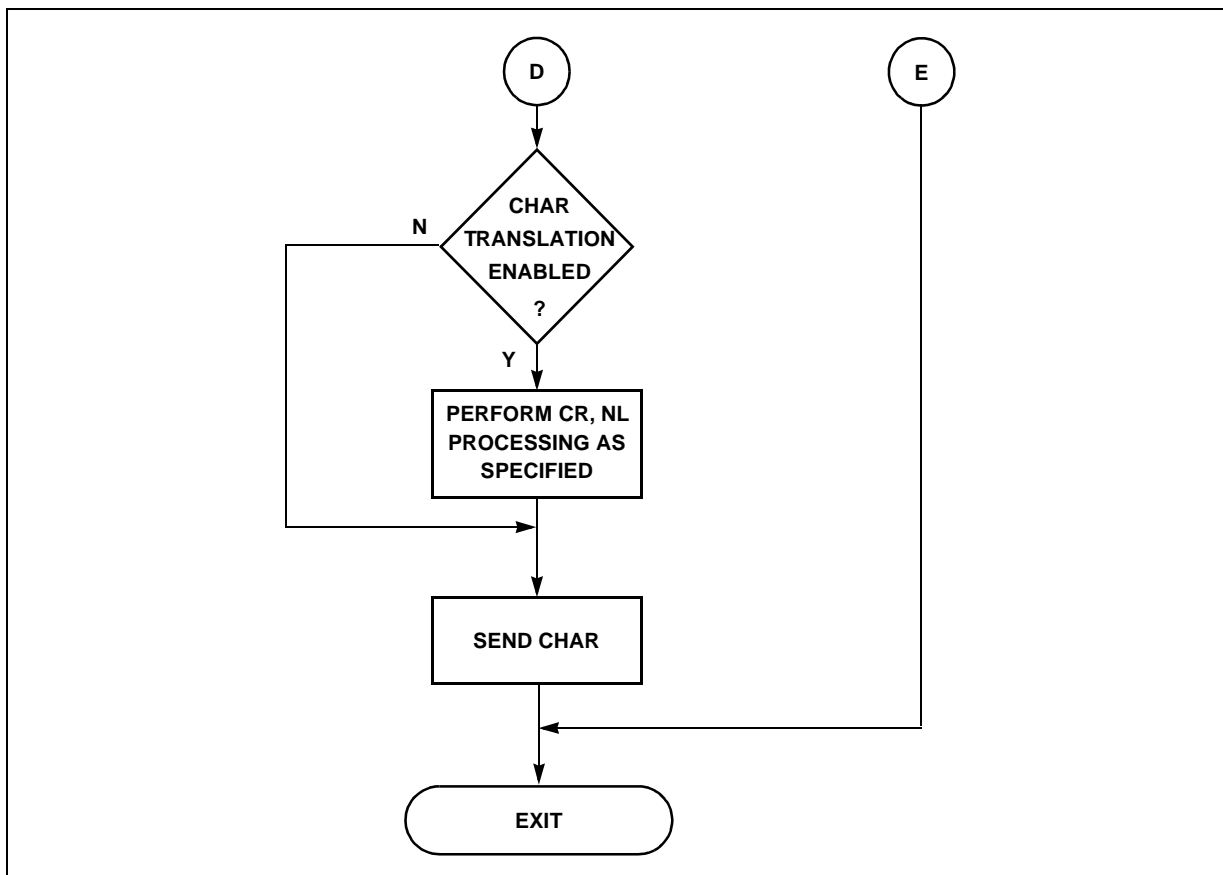 D
E
CHAR
TRANSLATION
ENABLED
?
N
Y
PERFORM CR, NL
PROCESSING AS
SPECIFIED
SEND CHAR
EXIT